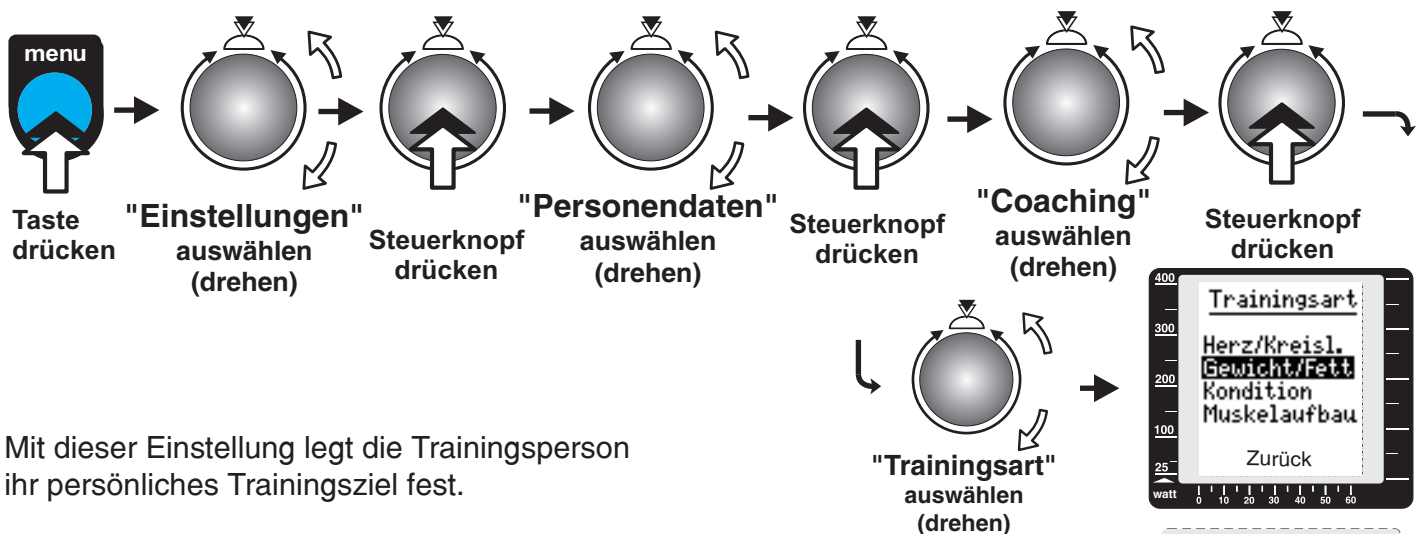 menu
Taste
drücken
"Einstellungen"
auswählen
(drehen)
Steuerknopf
drücken
"Personendaten"
auswählen
(drehen)
Steuerknopf
drücken
"Coaching"
auswählen
(drehen)
Steuerknopf
drücken
"Trainingsart"
auswählen
(drehen)
400
300
200
100
25
watt
0 10 20 30 40 50 60
Trainingsart
Herz/Kreisl.
Gewicht/Fett
Kondition
Muskelaufbau
Zurück
Mit dieser Einstellung legt die Trainingsperson
ihr persönliches Trainingsziel fest.